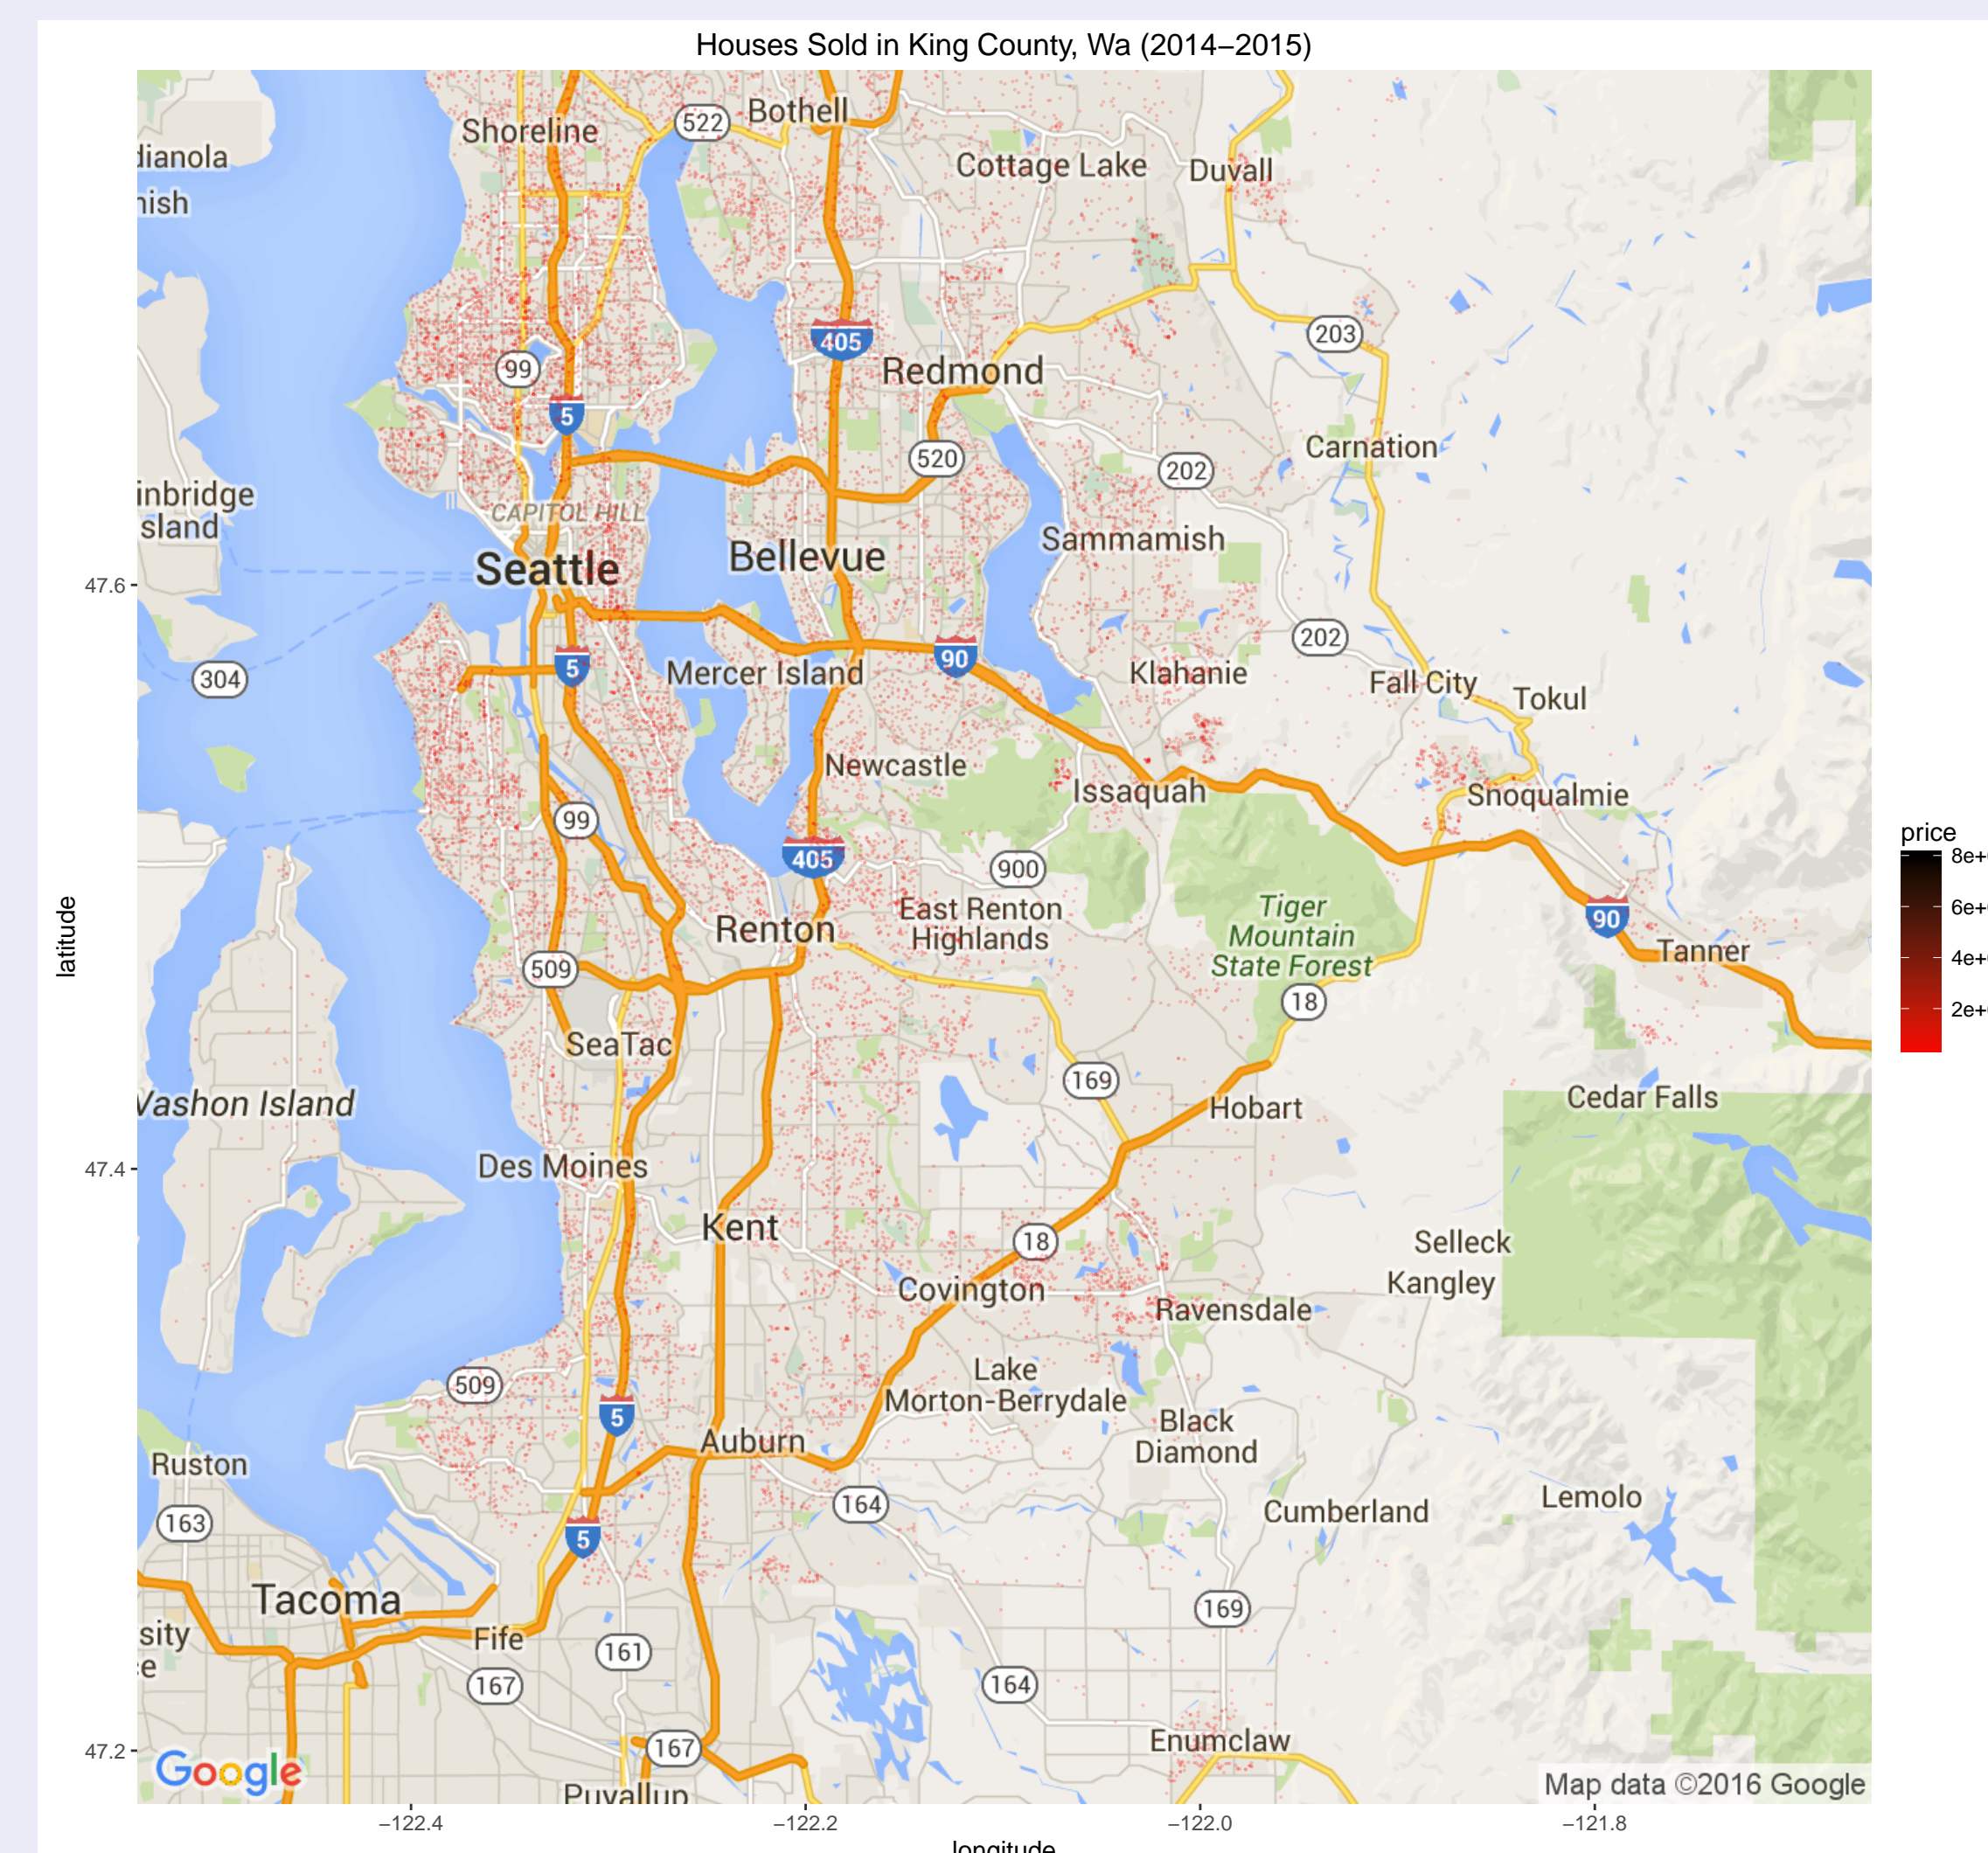 Houses Sold in King County, Wa (2014−2015)
Bothell
Shoreline
522
dianola
Cottage Lake
Duvall
nish
203
405
99
Redmond
5
Carnation
520
202
inbridge
sland
CAPITOL HILL
Sammamish
Seattle
Bellevue
47.6
202
5
90
304
Mercer Island
Klahanie
Fall City
Tokul
Newcastle
Issaquah
Snoqualmie
99
price
405
900
8e+
6e+
4e+
2e+
East Renton
Highlands
Tiger
Mountain
State Forest
90
Renton
latitude
Tanner
509
18
SeaTac
169
Vashon Island
Hobart
Cedar Falls
47.4
Des Moines
Kent
18
Selleck
Kangley
Covington
Ravensdale
Lake
Morton-Berrydale
509
5
Black
Diamond
Auburn
Ruston
164
Lemolo
Cumberland
163
5
Tacoma
169
sity
e
Fife
161
167
164
167
Enumclaw
47.2
Google
Puyallup
Map data ©2016 Google
−122.4
−122.2
−122.0
−121.8
longitude